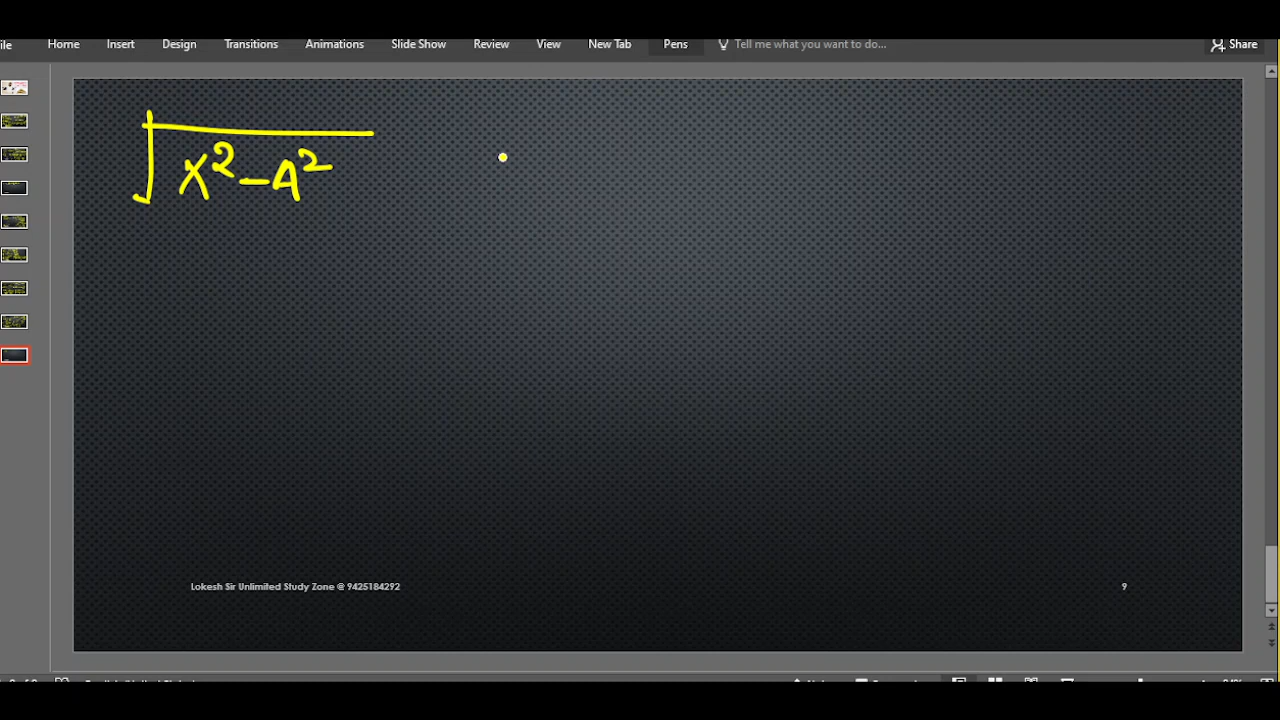 Home Insert Design Transitions Animations Slide Show Review View New Tab Pens Tell me what you want to do... Share
√(X²-A²)
Lokesh Sir Unlimited Study Zone @ 9425184292
9